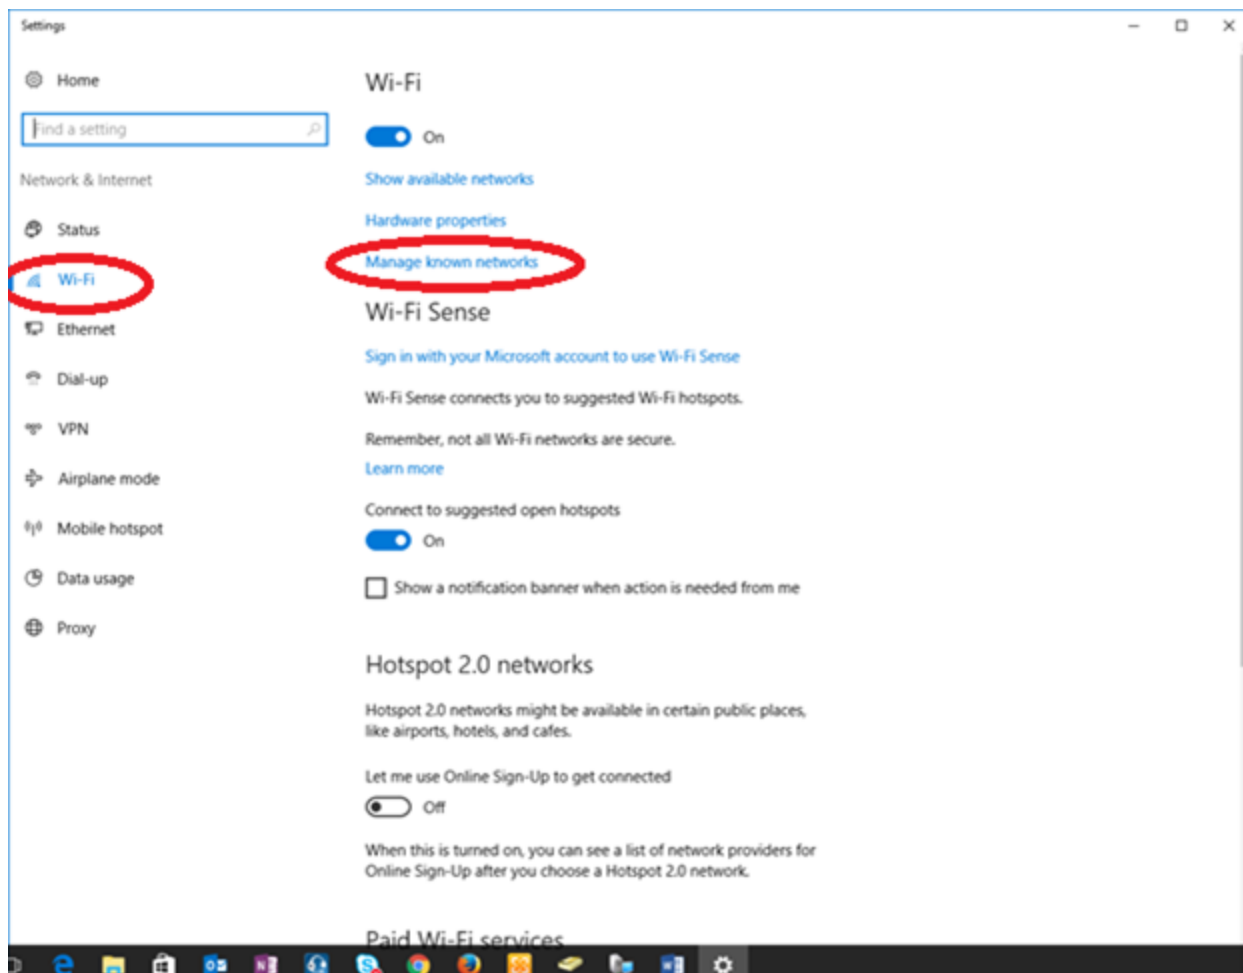 Settings
Home
Find a setting
Network & Internet
Status
Wi-Fi
Ethernet
Dial-up
VPN
Airplane mode
Mobile hotspot
Data usage
Proxy
Wi-Fi
On
Show available networks
Hardware properties
Manage known networks
Wi-Fi Sense
Sign in with your Microsoft account to use Wi-Fi Sense
Wi-Fi Sense connects you to suggested Wi-Fi hotspots.
Remember, not all Wi-Fi networks are secure.
Learn more
Connect to suggested open hotspots
On
Show a notification banner when action is needed from me
Hotspot 2.0 networks
Hotspot 2.0 networks might be available in certain public places,
like airports, hotels, and cafes.
Let me use Online Sign-Up to get connected
Off
When this is turned on, you can see a list of network providers for
Online Sign-Up after you choose a Hotspot 2.0 network.
Paid Wi-Fi services